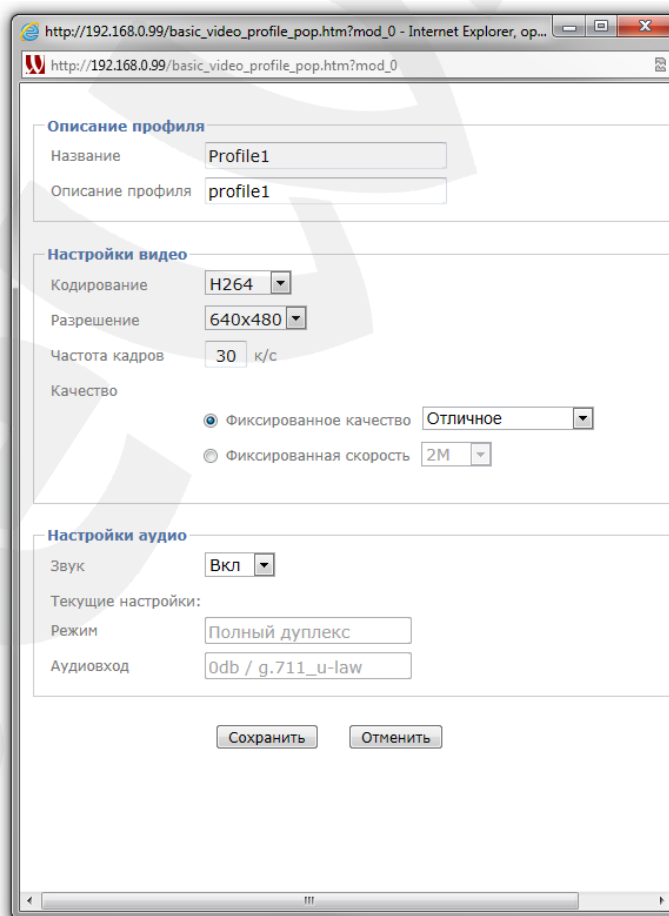 http://192.168.0.99/basic_video_profile_pop.htm?mod_0 - Internet Explorer, op...
http://192.168.0.99/basic_video_profile_pop.htm?mod_0
Описание профиля
Название Profile1
Описание профиля profile1
Настройки видео
Кодирование H264
Разрешение 640x480
Частота кадров 30 к/с
Качество
Фиксированное качество Отличное
Фиксированная скорость 2M
Настройки аудио
Звук Вкл
Текущие настройки:
Режим Полный дуплекс
Аудиовход 0db / g.711_u-law
Сохранить Отменить